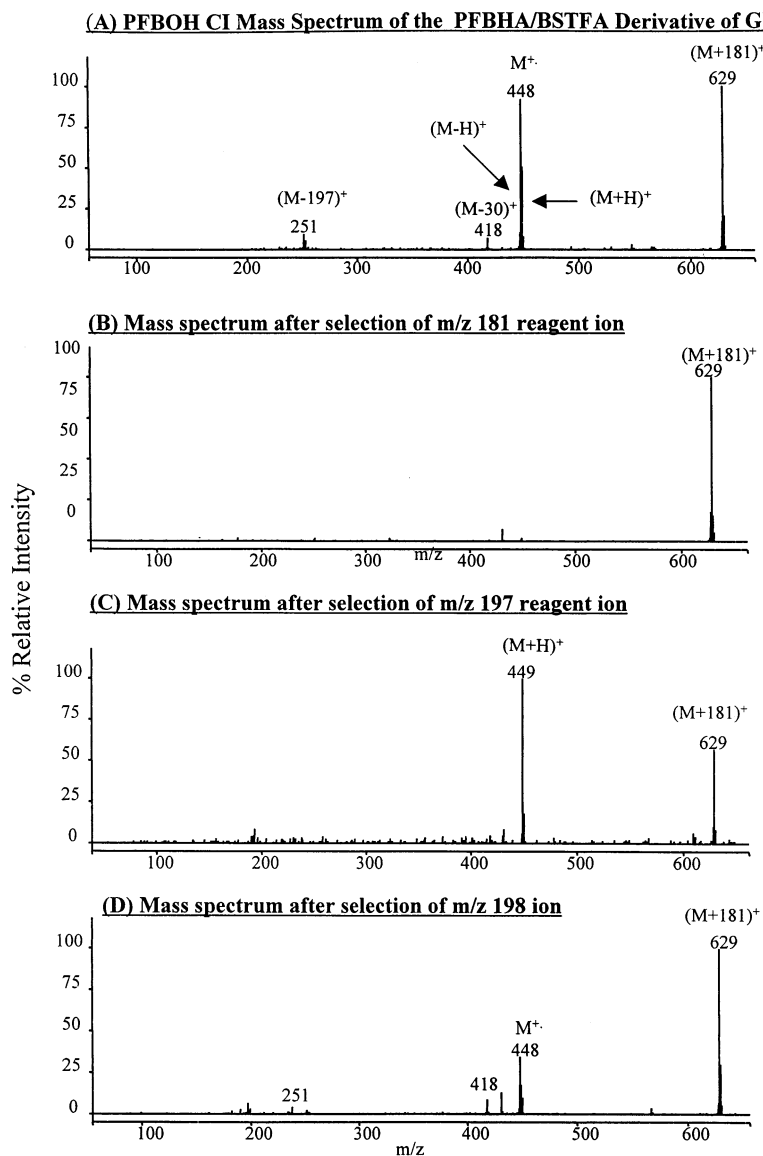 (A) PFBOH CI Mass Spectrum of the PFBHA/BSTFA Derivative of G
(M+181)+
629
M+.
448
(M-H)+
(M+H)+
(M-197)+
251
(M-30)+
418
100
75
50
25
0
100 200 300 400 500 600
(B) Mass spectrum after selection of m/z 181 reagent ion
(M+181)+
629
100
75
50
25
0
100 200 300 400 500 600
m/z
(C) Mass spectrum after selection of m/z 197 reagent ion
(M+H)+
449
(M+181)+
629
100
75
50
25
0
100 200 300 400 500 600
(D) Mass spectrum after selection of m/z 198 ion
(M+181)+
629
M+.
448
418
251
100
75
50
25
0
100 200 300 400 500 600
m/z
% Relative Intensity